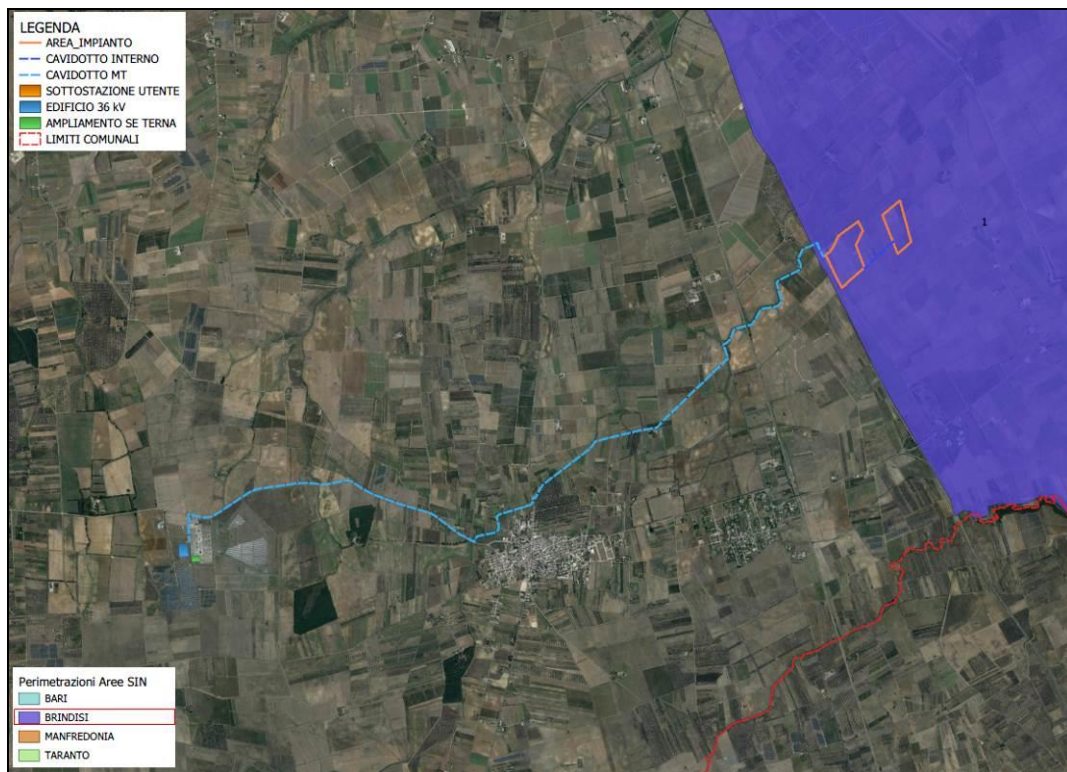 LEGENDA
AREA_IMPIANTO
CAVIDOTTO INTERNO
CAVIDOTTO MT
SOTTOSTAZIONE UTENTE
EDIFICIO 36 kV
AMPLIAMENTO SE TERNA
LIMITI COMUNALI
1
Perimetrazioni Aree SIN
BARI
BRINDISI
MANFREDONIA
TARANTO